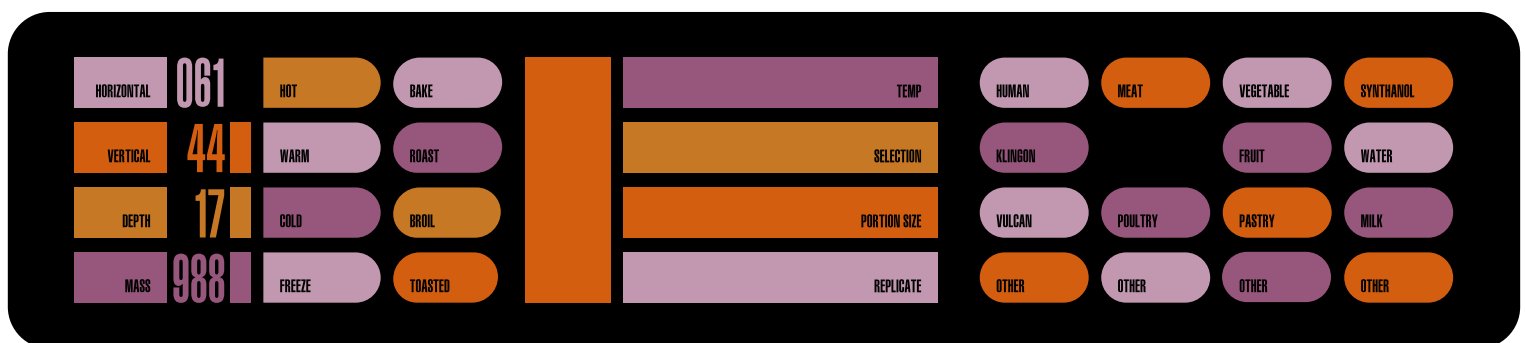 HORIZONTAL 061 HOT BAKE TEMP HUMAN MEAT VEGETABLE SYNTHANOL
VERTICAL 44 WARM ROAST SELECTION KLINGON FRUIT WATER
DEPTH 17 COLD BROIL PORTION SIZE VULCAN POULTRY PASTRY MILK
MASS 988 FREEZE TOASTED REPLICATE OTHER OTHER OTHER OTHER